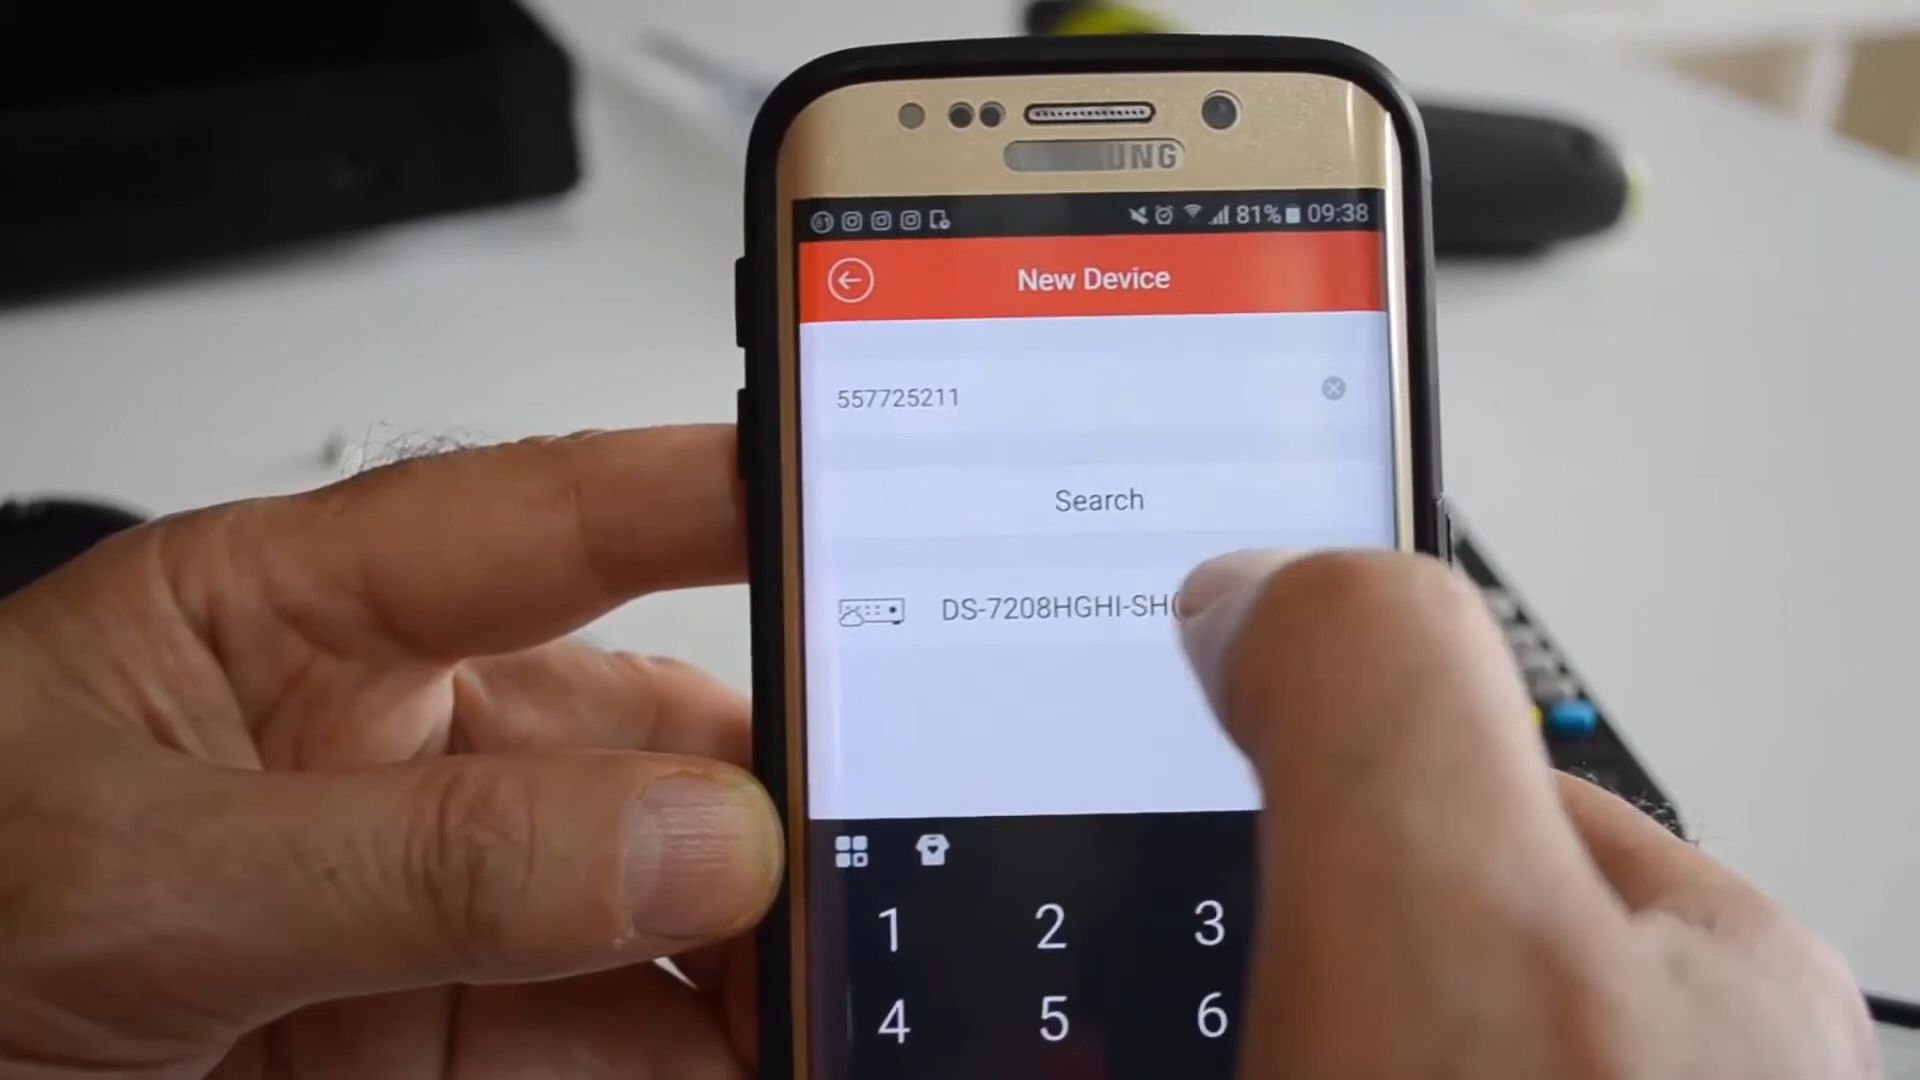 UNG
81% 09:38
New Device
557725211
Search
DS-7208HGHI-SH(
1 2 3
4 5 6